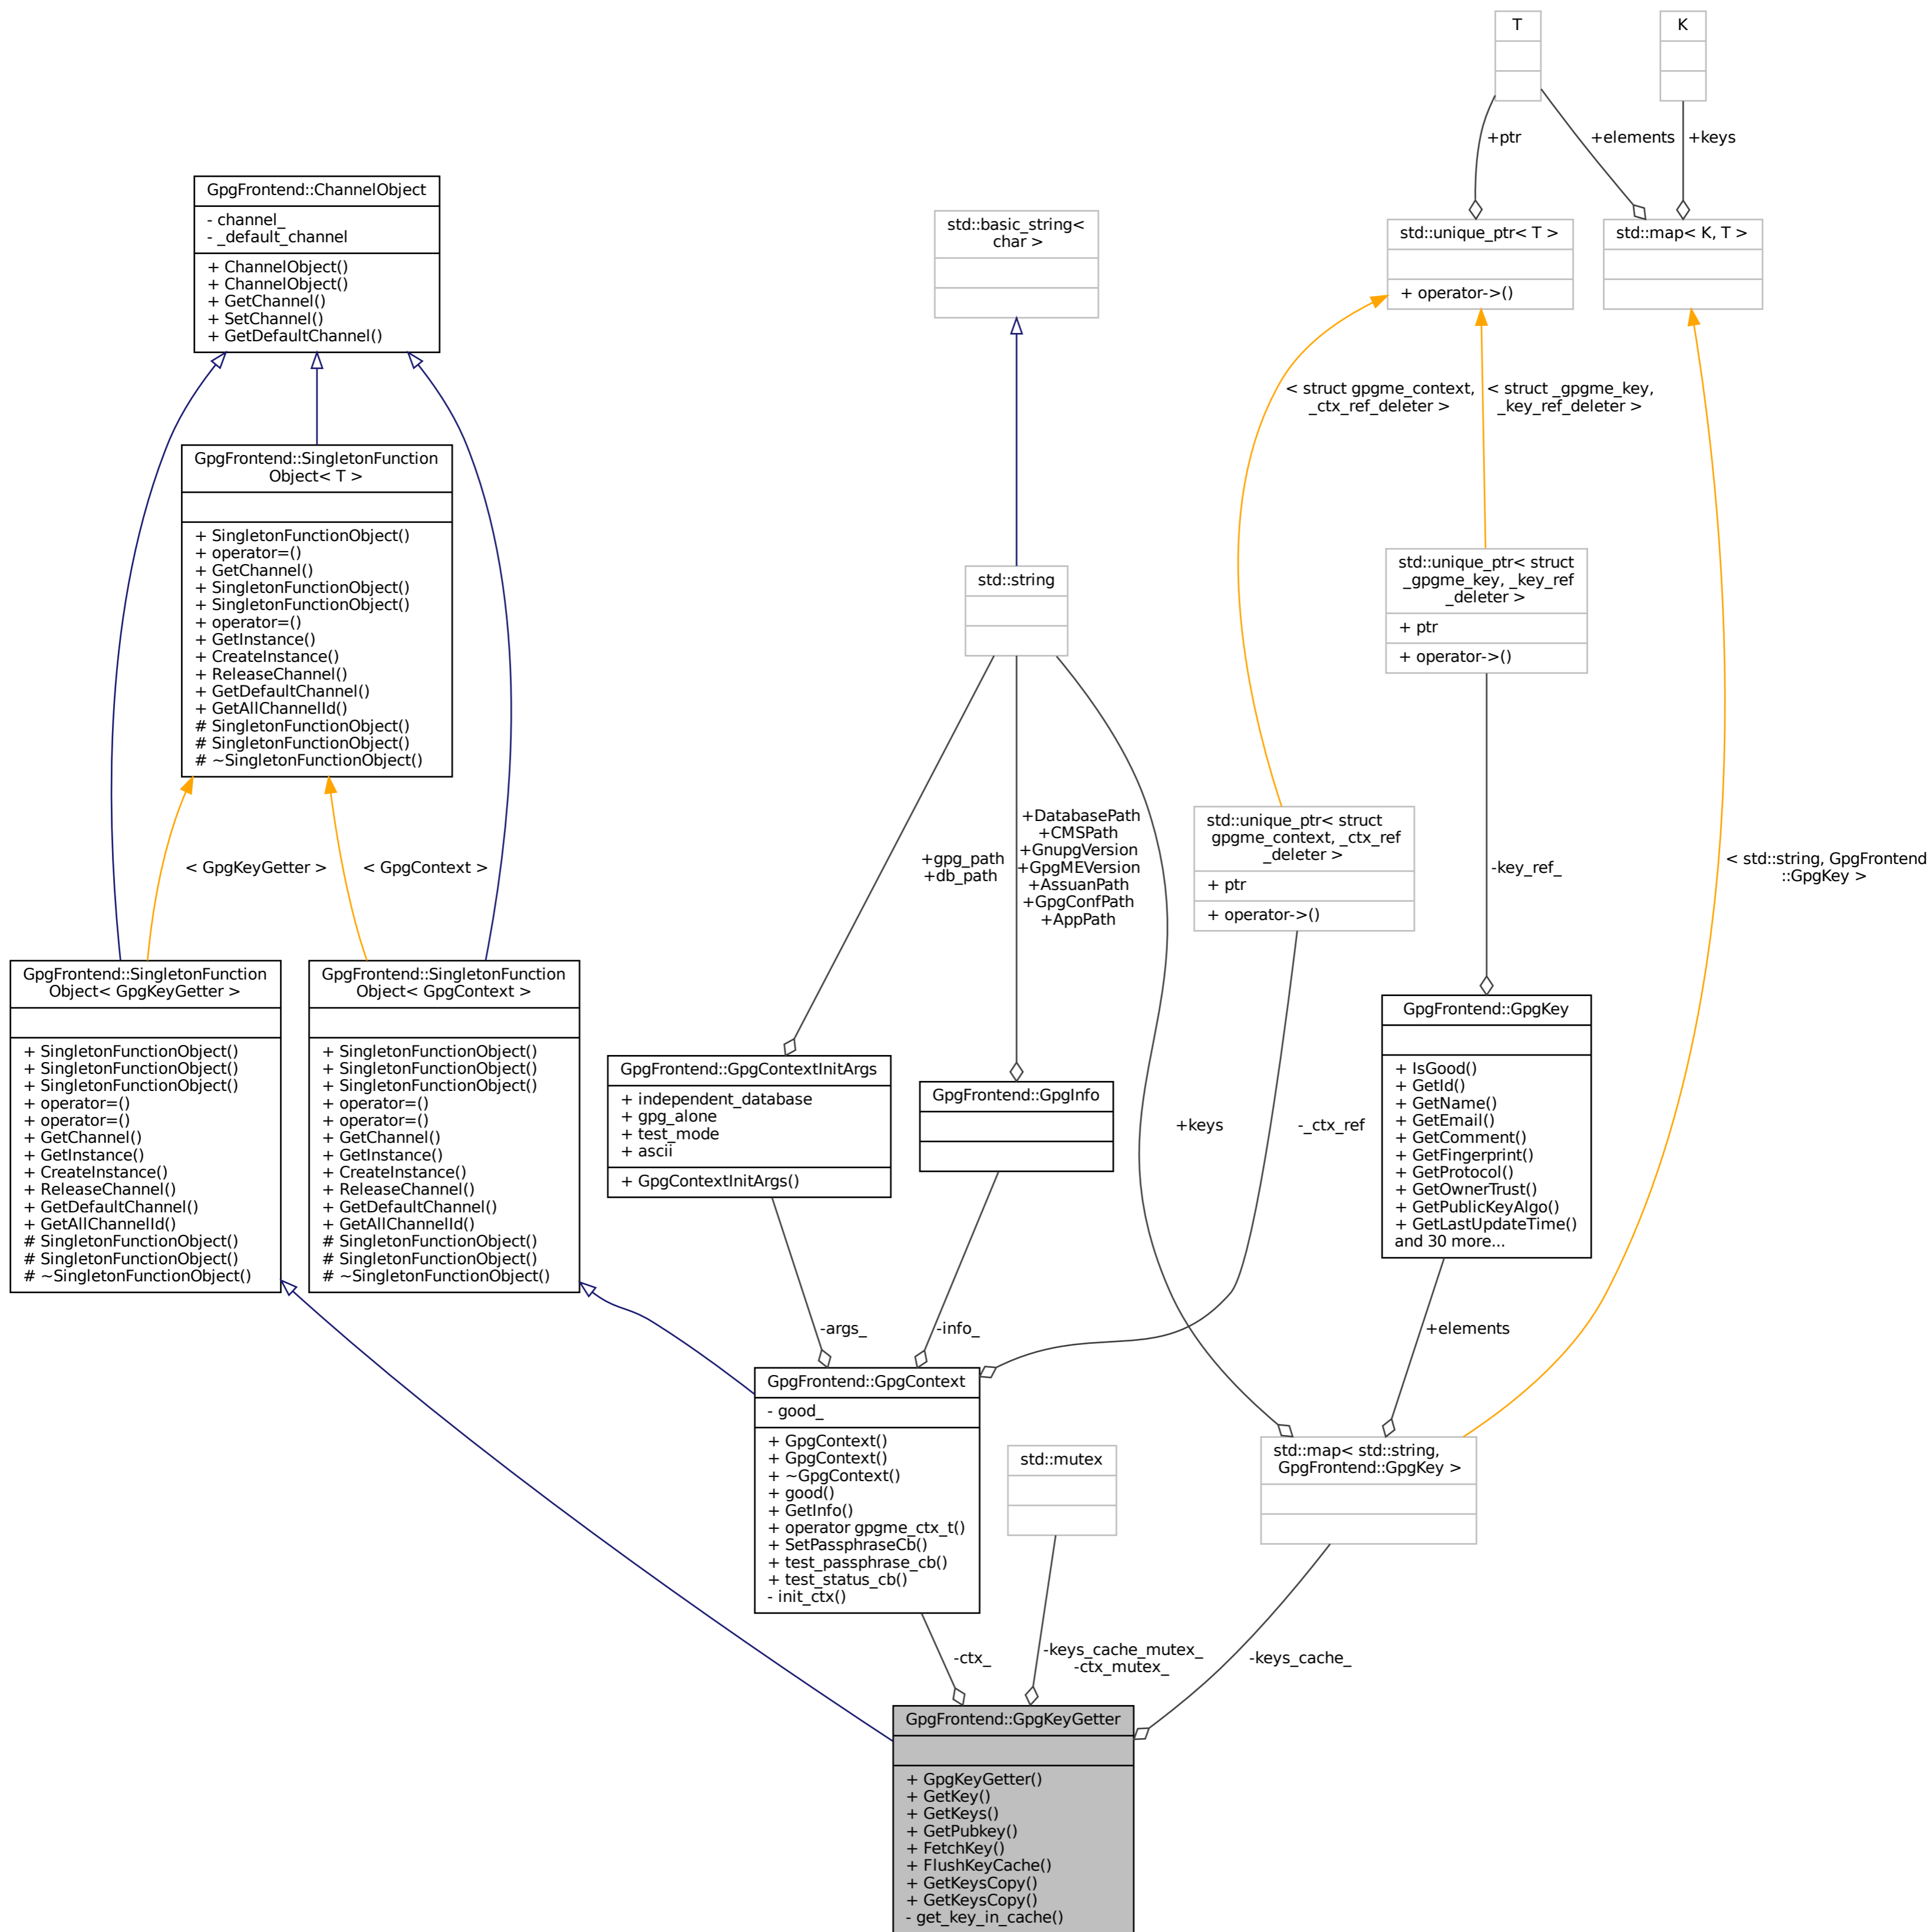 T
K
+ptr
+elements
+keys
GpgFrontend::ChannelObject
- channel_
- _default_channel
+ ChannelObject()
+ ChannelObject()
+ GetChannel()
+ SetChannel()
+ GetDefaultChannel()
std::basic_string<
char >
std::unique_ptr< T >
+ operator->()
std::map< K, T >
< struct gpgme_context,
_ctx_ref_deleter >
< struct _gpgme_key,
_key_ref_deleter >
GpgFrontend::SingletonFunction
Object< T >
+ SingletonFunctionObject()
+ operator=()
+ GetChannel()
+ SingletonFunctionObject()
+ SingletonFunctionObject()
+ operator=()
+ GetInstance()
+ CreateInstance()
+ ReleaseChannel()
+ GetDefaultChannel()
+ GetAllChannelId()
# SingletonFunctionObject()
# SingletonFunctionObject()
# ~SingletonFunctionObject()
std::string
std::unique_ptr< struct
_gpgme_key, _key_ref
_deleter >
+ ptr
+ operator->()
< GpgKeyGetter >
< GpgContext >
+gpg_path
+db_path
+DatabasePath
+CMSPath
+GnupgVersion
+GpgMEVersion
+AssuanPath
+GpgConfPath
+AppPath
std::unique_ptr< struct
gpgme_context, _ctx_ref
_deleter >
+ ptr
+ operator->()
-key_ref_
< std::string, GpgFrontend
::GpgKey >
GpgFrontend::SingletonFunction
Object< GpgKeyGetter >
+ SingletonFunctionObject()
+ SingletonFunctionObject()
+ SingletonFunctionObject()
+ operator=()
+ operator=()
+ GetChannel()
+ GetInstance()
+ CreateInstance()
+ ReleaseChannel()
+ GetDefaultChannel()
+ GetAllChannelId()
# SingletonFunctionObject()
# SingletonFunctionObject()
# ~SingletonFunctionObject()
GpgFrontend::SingletonFunction
Object< GpgContext >
+ SingletonFunctionObject()
+ SingletonFunctionObject()
+ SingletonFunctionObject()
+ operator=()
+ operator=()
+ GetChannel()
+ GetInstance()
+ CreateInstance()
+ ReleaseChannel()
+ GetDefaultChannel()
+ GetAllChannelId()
# SingletonFunctionObject()
# SingletonFunctionObject()
# ~SingletonFunctionObject()
GpgFrontend::GpgContextInitArgs
+ independent_database
+ gpg_alone
+ test_mode
+ ascii
+ GpgContextInitArgs()
GpgFrontend::GpgInfo
+keys
-_ctx_ref
GpgFrontend::GpgKey
+ IsGood()
+ GetId()
+ GetName()
+ GetEmail()
+ GetComment()
+ GetFingerprint()
+ GetProtocol()
+ GetOwnerTrust()
+ GetPublicKeyAlgo()
+ GetLastUpdateTime()
and 30 more...
-args_
-info_
+elements
GpgFrontend::GpgContext
- good_
+ GpgContext()
+ GpgContext()
+ ~GpgContext()
+ good()
+ GetInfo()
+ operator gpgme_ctx_t()
+ SetPassphraseCb()
+ test_passphrase_cb()
+ test_status_cb()
- init_ctx()
std::mutex
std::map< std::string,
GpgFrontend::GpgKey >
-ctx_
-keys_cache_mutex_
-ctx_mutex_
-keys_cache_
GpgFrontend::GpgKeyGetter
+ GpgKeyGetter()
+ GetKey()
+ GetKeys()
+ GetPubkey()
+ FetchKey()
+ FlushKeyCache()
+ GetKeysCopy()
+ GetKeysCopy()
- get_key_in_cache()